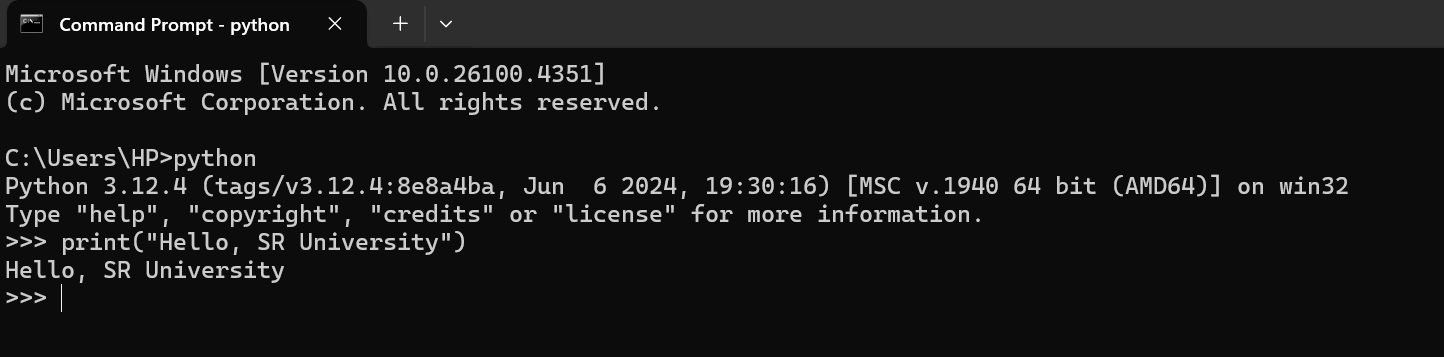 Command Prompt - python
Microsoft Windows [Version 10.0.26100.4351]
(c) Microsoft Corporation. All rights reserved.
C:\Users\HP>python
Python 3.12.4 (tags/v3.12.4:8e8a4ba, Jun  6 2024, 19:30:16) [MSC v.1940 64 bit (AMD64)] on win32
Type "help", "copyright", "credits" or "license" for more information.
>>> print("Hello, SR University")
Hello, SR University
>>>